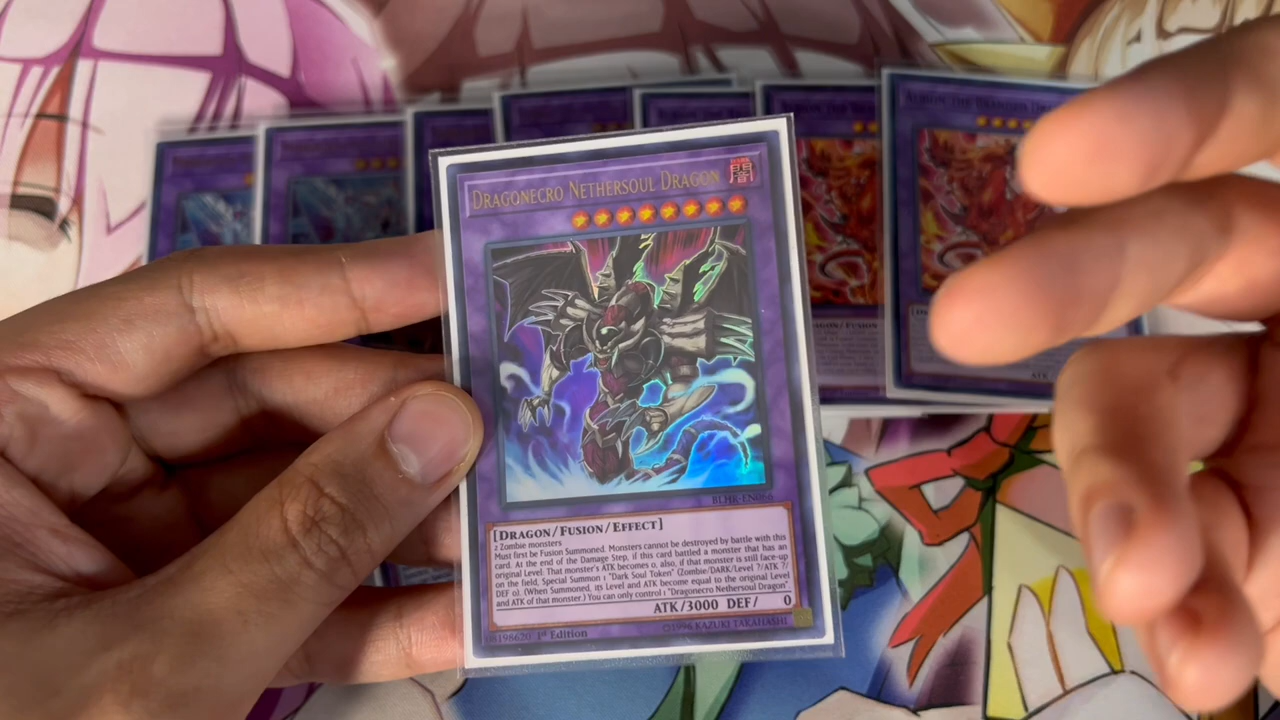 DRAGONECRO NETHERSOUL DRAGON
DARK
闇
BLHR-EN066
[DRAGON/FUSION/EFFECT]
2 Zombie monsters
Must first be Fusion Summoned. Monsters cannot be destroyed by battle with this
card. At the end of the Damage Step, if this card battled a monster that has an
original Level: That monster's ATK becomes 0, also, if that monster is still face-up
on the field, Special Summon 1 "Dark Soul Token" (Zombie/DARK/Level ?/ATK ?/
DEF 0). (When Summoned, its Level and ATK become equal to the original Level
and ATK of that monster.) You can only control 1 "Dragonecro Nethersoul Dragon".
ATK/3000 DEF/ 0
1st Edition
©1996 KAZUKI TAKAHASHI